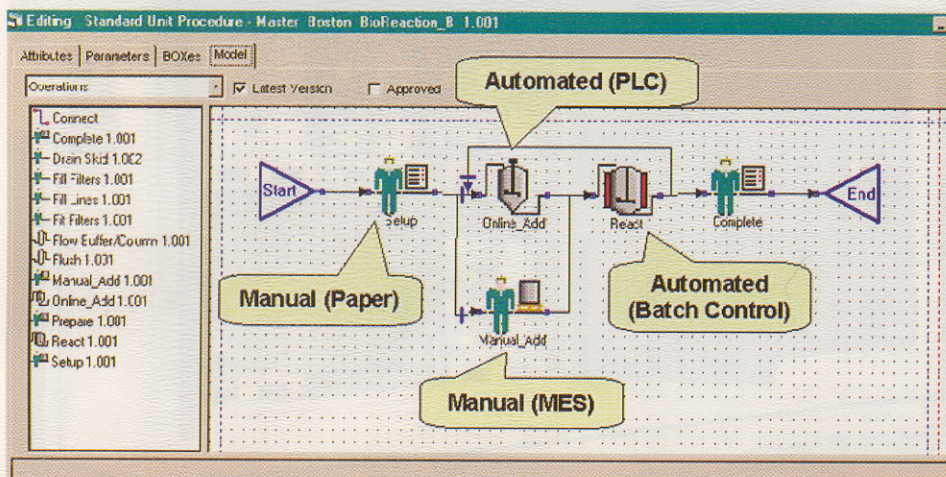 Editing Standard Unit Procedure - Master Boston BioReaction_B 1.001
Attributes Parameters BOXes Model
Operations
Latest Version
Approved
Connect
Complete 1.001
Drain Skid 1.002
Fill Filters 1.001
Fill Lines 1.001
Fit Filters 1.001
Flow Buffer/Column 1.001
Flush 1.001
Manual_Add 1.001
Online_Add 1.001
Prepare 1.001
React 1.001
Setup 1.001
Automated (PLC)
Start
Setup
Online_Add
React
Complete
End
Manual (Paper)
Automated
(Batch Control)
Manual_Add
Manual (MES)